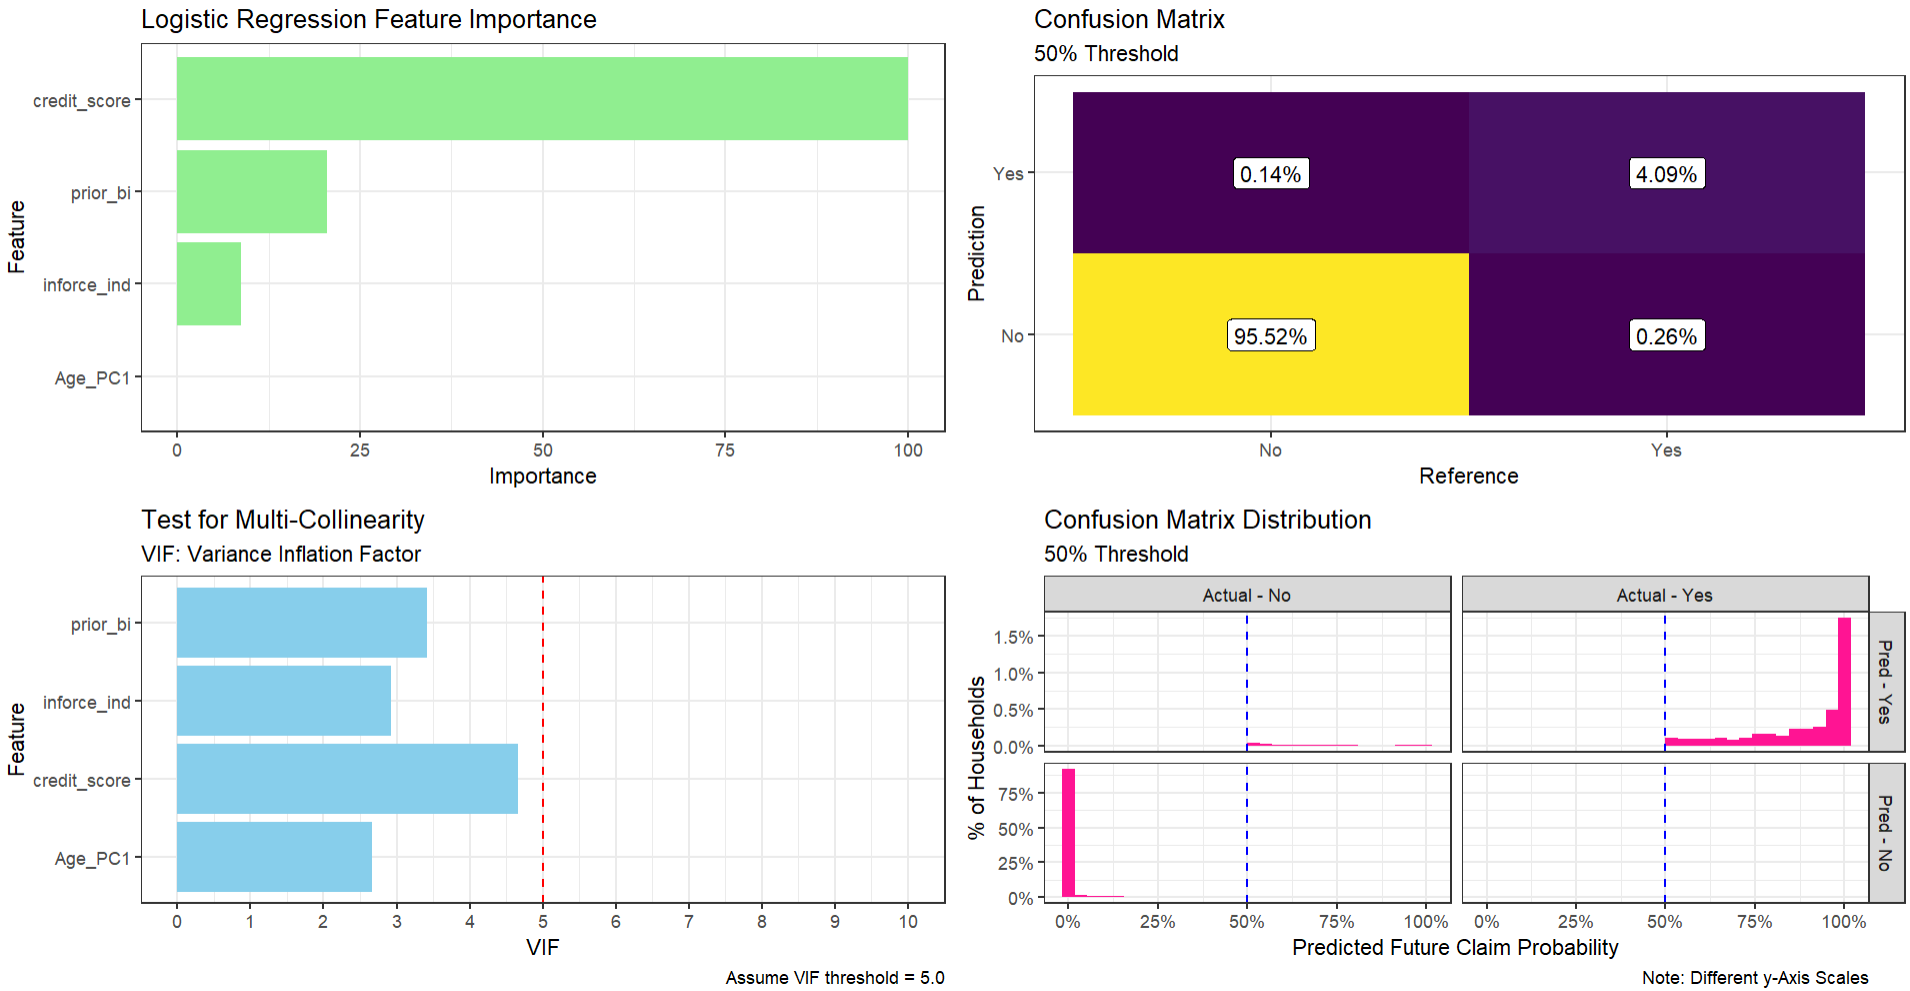 Logistic Regression Feature Importance
Feature
credit_score
prior_bi
inforce_ind
Age_PC1
0 25 50 75 100
Importance
Confusion Matrix
50% Threshold
Prediction
Yes
No
0.14% 4.09%
95.52% 0.26%
No Yes
Reference
Test for Multi-Collinearity
VIF: Variance Inflation Factor
Feature
prior_bi
inforce_ind
credit_score
Age_PC1
0 1 2 3 4 5 6 7 8 9 10
VIF
Assume VIF threshold = 5.0
Confusion Matrix Distribution
50% Threshold
Actual - No Actual - Yes
% of Households
1.5%
1.0%
0.5%
0.0%
Pred - Yes
75%
50%
25%
0%
Pred - No
0% 25% 50% 75% 100% 0% 25% 50% 75% 100%
Predicted Future Claim Probability
Note: Different y-Axis Scales